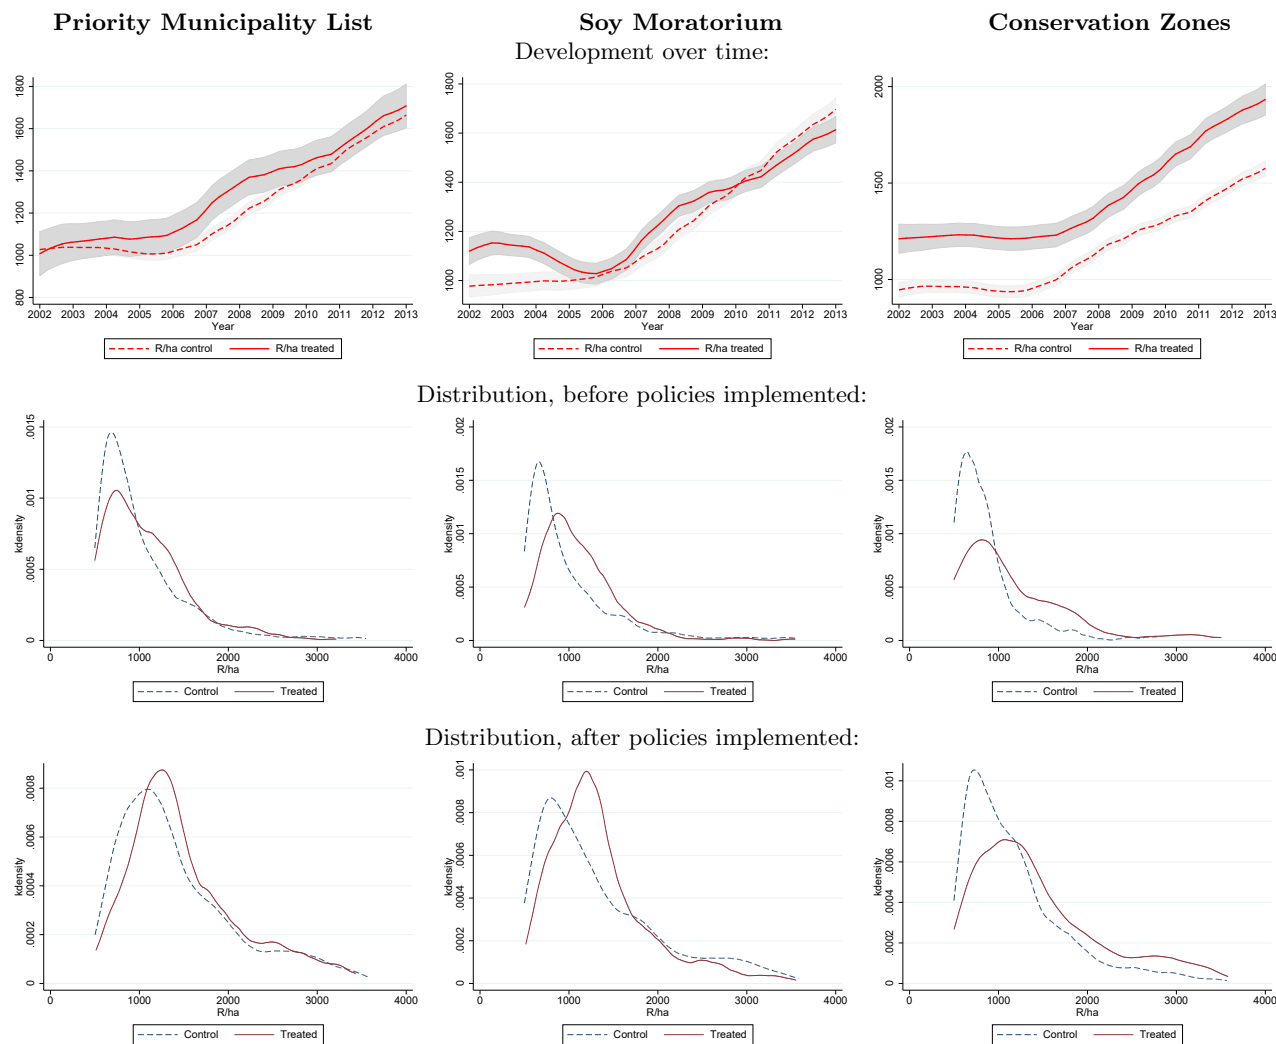 Priority Municipality List
Soy Moratorium
Conservation Zones
Development over time:
1800
1600
1400
1200
1000
800
2002 2003 2004 2005 2006 2007 2008 2009 2010 2011 2012 2013
Year
R/ha control R/ha treated
1800
1600
1400
1200
1000
2002 2003 2004 2005 2006 2007 2008 2009 2010 2011 2012 2013
Year
R/ha control R/ha treated
2000
1500
1000
2002 2003 2004 2005 2006 2007 2008 2009 2010 2011 2012 2013
Year
R/ha control R/ha treated
Distribution, before policies implemented:
kdensity
.0015
.001
.0005
0
0 1000 2000 3000 4000
R/ha
Control Treated
kdensity
.002
.0015
.001
.0005
0
0 1000 2000 3000 4000
R/ha
Control Treated
kdensity
.002
.0015
.001
.0005
0
0 1000 2000 3000 4000
R/ha
Control Treated
Distribution, after policies implemented:
kdensity
.0008
.0006
.0004
.0002
0
0 1000 2000 3000 4000
R/ha
Control Treated
kdensity
.001
.0008
.0006
.0004
.0002
0
0 1000 2000 3000 4000
R/ha
Control Treated
kdensity
.001
.0008
.0006
.0004
.0002
0
0 1000 2000 3000 4000
R/ha
Control Treated